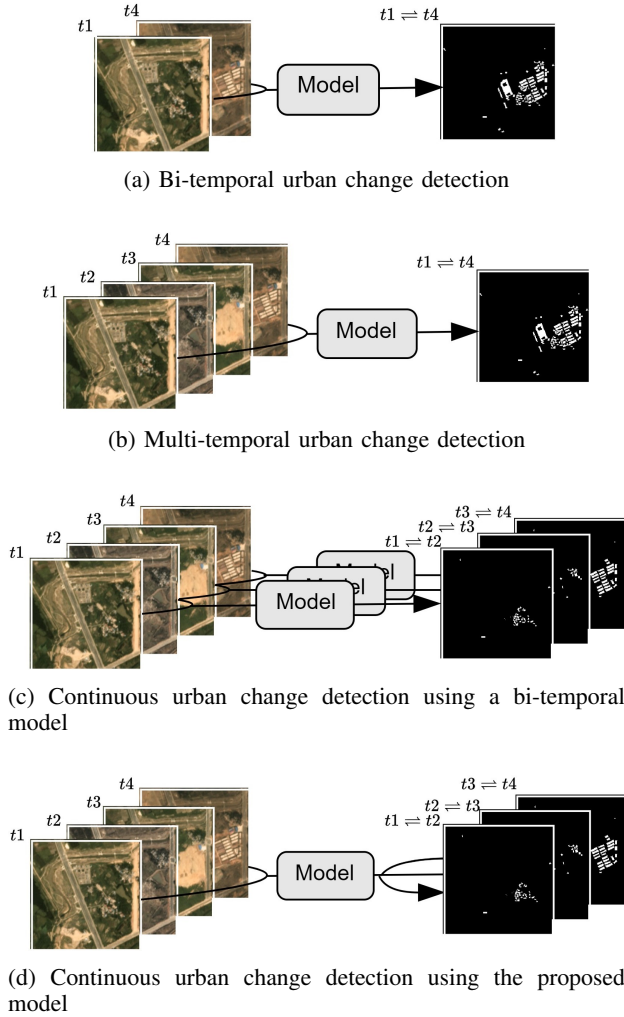 t4
t1 ⇌ t4
t1
Model
(a) Bi-temporal urban change detection
t4
t3
t2
t1 ⇌ t4
t1
Model
(b) Multi-temporal urban change detection
t4
t3 ⇌ t4
t3
t2 ⇌ t3
t2
t1 ⇌ t2
t1
Model
Model
Model
(c) Continuous urban change detection using a bi-temporal
model
t4
t3 ⇌ t4
t3
t2 ⇌ t3
t2
t1 ⇌ t2
t1
Model
(d) Continuous urban change detection using the proposed
model